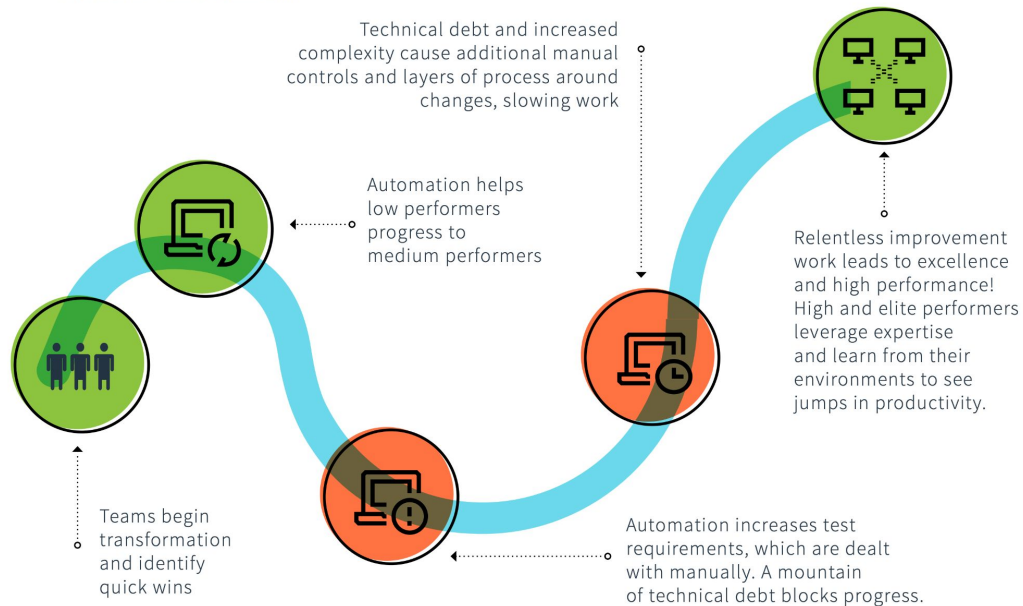 Teams begin
transformation
and identify
quick wins
Automation helps
low performers
progress to
medium performers
Automation increases test
requirements, which are dealt
with manually. A mountain
of technical debt blocks progress.
Technical debt and increased
complexity cause additional manual
controls and layers of process around
changes, slowing work
Relentless improvement
work leads to excellence
and high performance!
High and elite performers
leverage expertise
and learn from their
environments to see
jumps in productivity.